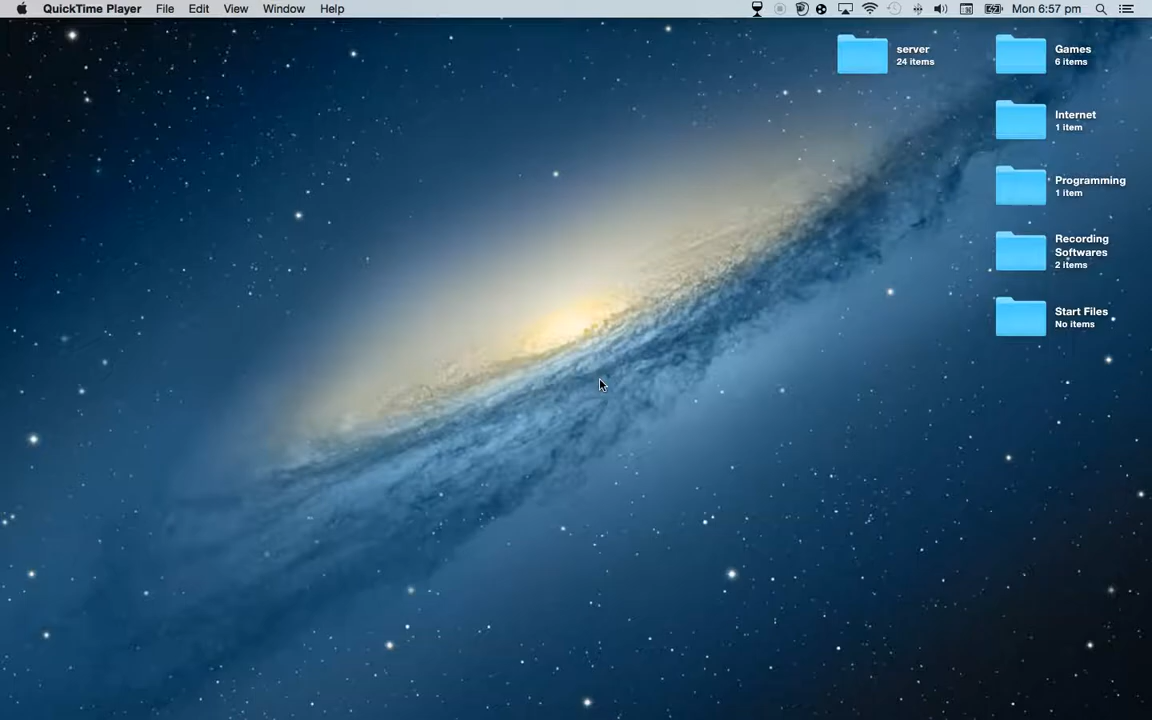 QuickTime Player File Edit View Window Help Mon 6:57 pm
server
24 items
Games
6 items
Internet
1 item
Programming
1 item
Recording
Softwares
2 items
Start Files
No items